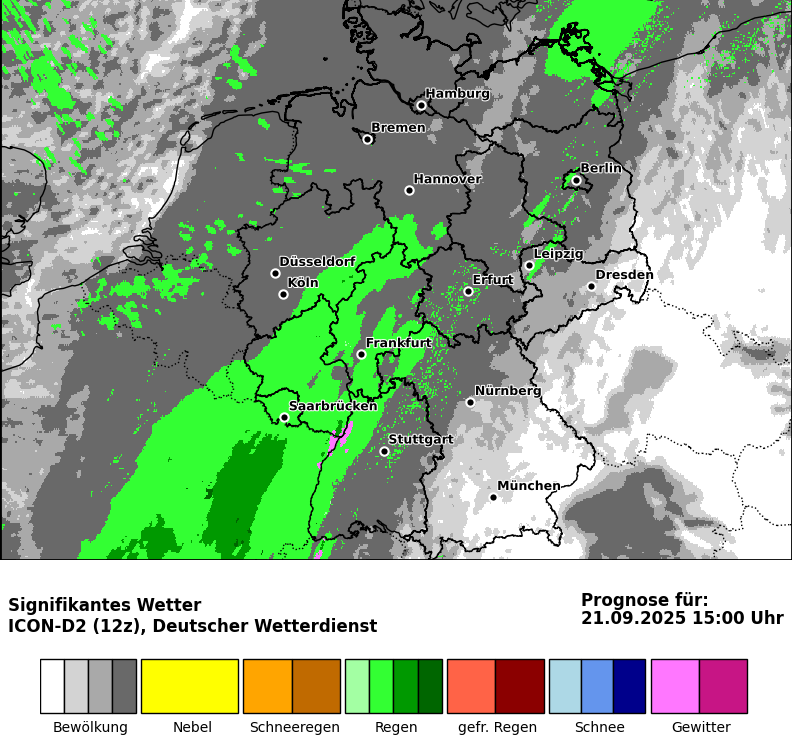 Hamburg
Bremen
Berlin
Hannover
Leipzig
Düsseldorf
Dresden
Köln
Erfurt
Frankfurt
Nürnberg
Saarbrücken
Stuttgart
München
Signifikantes Wetter
ICON-D2 (12z), Deutscher Wetterdienst
Prognose für:
21.09.2025 15:00 Uhr
Bewölkung Nebel Schneeregen Regen gefr. Regen Schnee Gewitter